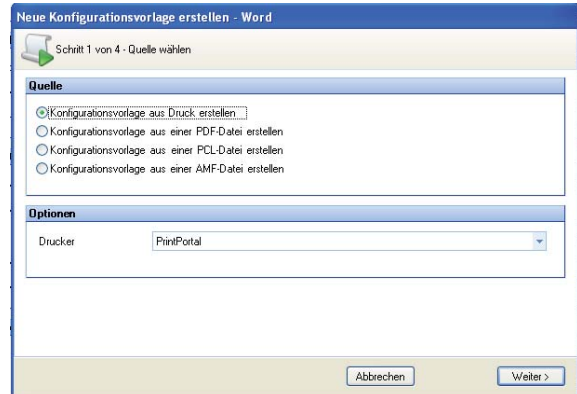 Neue Konfigurationsvorlage erstellen - Word
Schritt 1 von 4 - Quelle wählen
Quelle
Konfigurationsvorlage aus Druck erstellen
Konfigurationsvorlage aus einer PDF-Datei erstellen
Konfigurationsvorlage aus einer PCL-Datei erstellen
Konfigurationsvorlage aus einer AMF-Datei erstellen
Optionen
Drucker PrintPortal
Abbrechen Weiter >